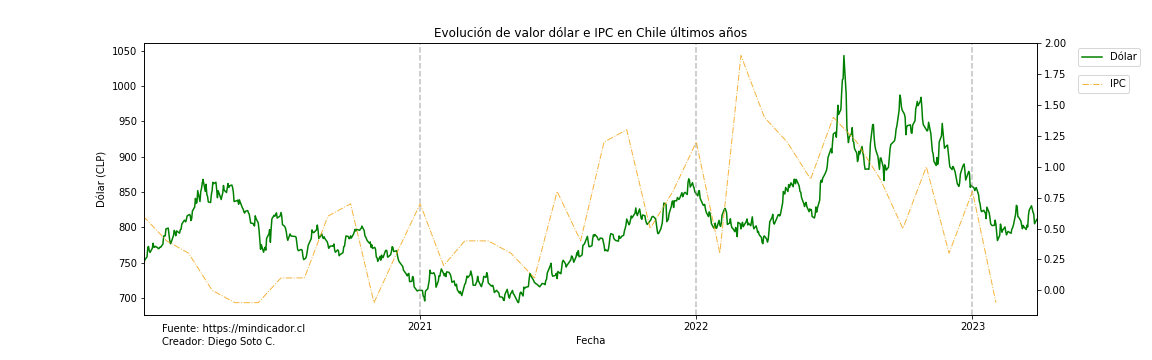 Evolución de valor dólar e IPC en Chile últimos años
Dólar (CLP)
1050
1000
950
900
850
800
750
700
2.00
1.75
1.50
1.25
1.00
0.75
0.50
0.25
0.00
Dólar
IPC
2021
2022
2023
Fecha
Fuente: https://mindicador.cl
Creador: Diego Soto C.